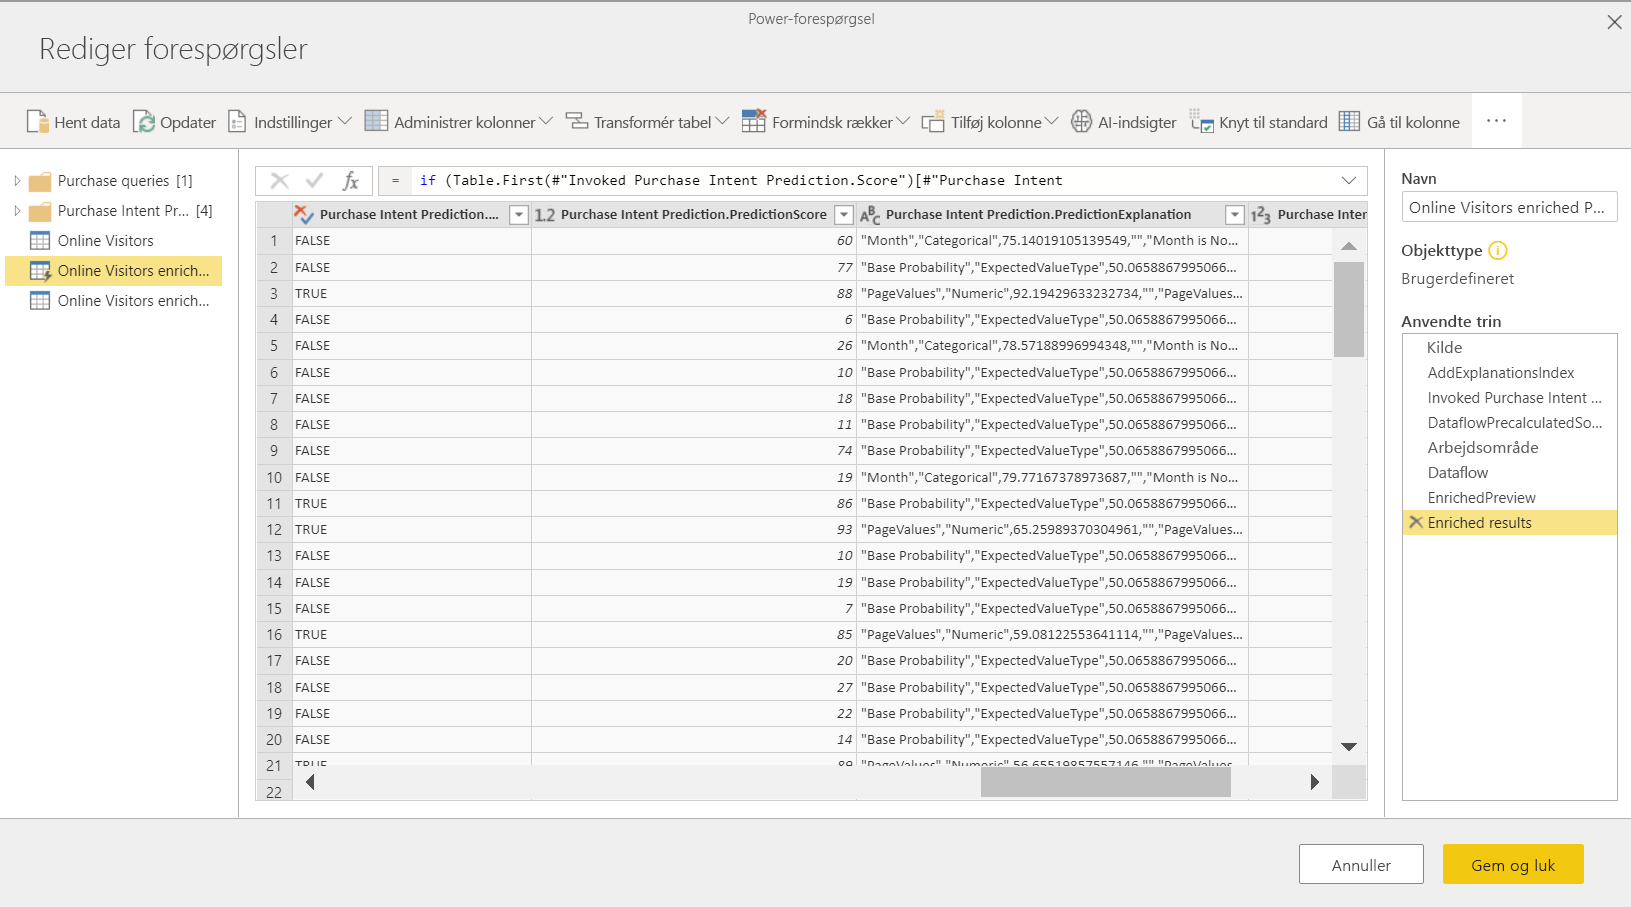 Power-forespørgsel
Rediger forespørgsler
Hent data Opdater Indstillinger Administrer kolonner Transformér tabel Formindsk rækker Tilføj kolonne AI-indsigter Knyt til standard Gå til kolonne ...
Purchase queries [1]
Purchase Intent Pr... [4]
Online Visitors
Online Visitors enrich...
Online Visitors enrich...
fx = if (Table.First(#"Invoked Purchase Intent Prediction.Score")[#"Purchase Intent
Purchase Intent Prediction.... 1.2 Purchase Intent Prediction.PredictionScore ABC Purchase Intent Prediction.PredictionExplanation 123 Purchase Inter
1 FALSE 60 "Month","Categorical",75.14019105139549,"","Month is No...
2 FALSE 77 "Base Probability","ExpectedValueType",50.0658867995066...
3 TRUE 88 "PageValues","Numeric",92.19429633232734,"","PageValues...
4 FALSE 6 "Base Probability","ExpectedValueType",50.0658867995066...
5 FALSE 26 "Month","Categorical",78.57188996994348,"","Month is No...
6 FALSE 10 "Base Probability","ExpectedValueType",50.0658867995066...
7 FALSE 18 "Base Probability","ExpectedValueType",50.0658867995066...
8 FALSE 11 "Base Probability","ExpectedValueType",50.0658867995066...
9 FALSE 74 "Base Probability","ExpectedValueType",50.0658867995066...
10 FALSE 19 "Month","Categorical",79.77167378973687,"","Month is No...
11 TRUE 86 "Base Probability","ExpectedValueType",50.0658867995066...
12 TRUE 93 "PageValues","Numeric",65.25989370304961,"","PageValues...
13 FALSE 10 "Base Probability","ExpectedValueType",50.0658867995066...
14 FALSE 19 "Base Probability","ExpectedValueType",50.0658867995066...
15 FALSE 7 "Base Probability","ExpectedValueType",50.0658867995066...
16 TRUE 85 "PageValues","Numeric",59.08122553641114,"","PageValues...
17 FALSE 20 "Base Probability","ExpectedValueType",50.0658867995066...
18 FALSE 27 "Base Probability","ExpectedValueType",50.0658867995066...
19 FALSE 22 "Base Probability","ExpectedValueType",50.0658867995066...
20 FALSE 14 "Base Probability","ExpectedValueType",50.0658867995066...
21 TRUE 89 "PageValues","Numeric",56.65519857557146,"","PageValues
22
Navn
Online Visitors enriched P...
Objekttype
Brugerdefineret
Anvendte trin
Kilde
AddExplanationsIndex
Invoked Purchase Intent ...
DataflowPrecalculatedSo...
Arbejdsområde
Dataflow
EnrichedPreview
Enriched results
Annuller Gem og luk